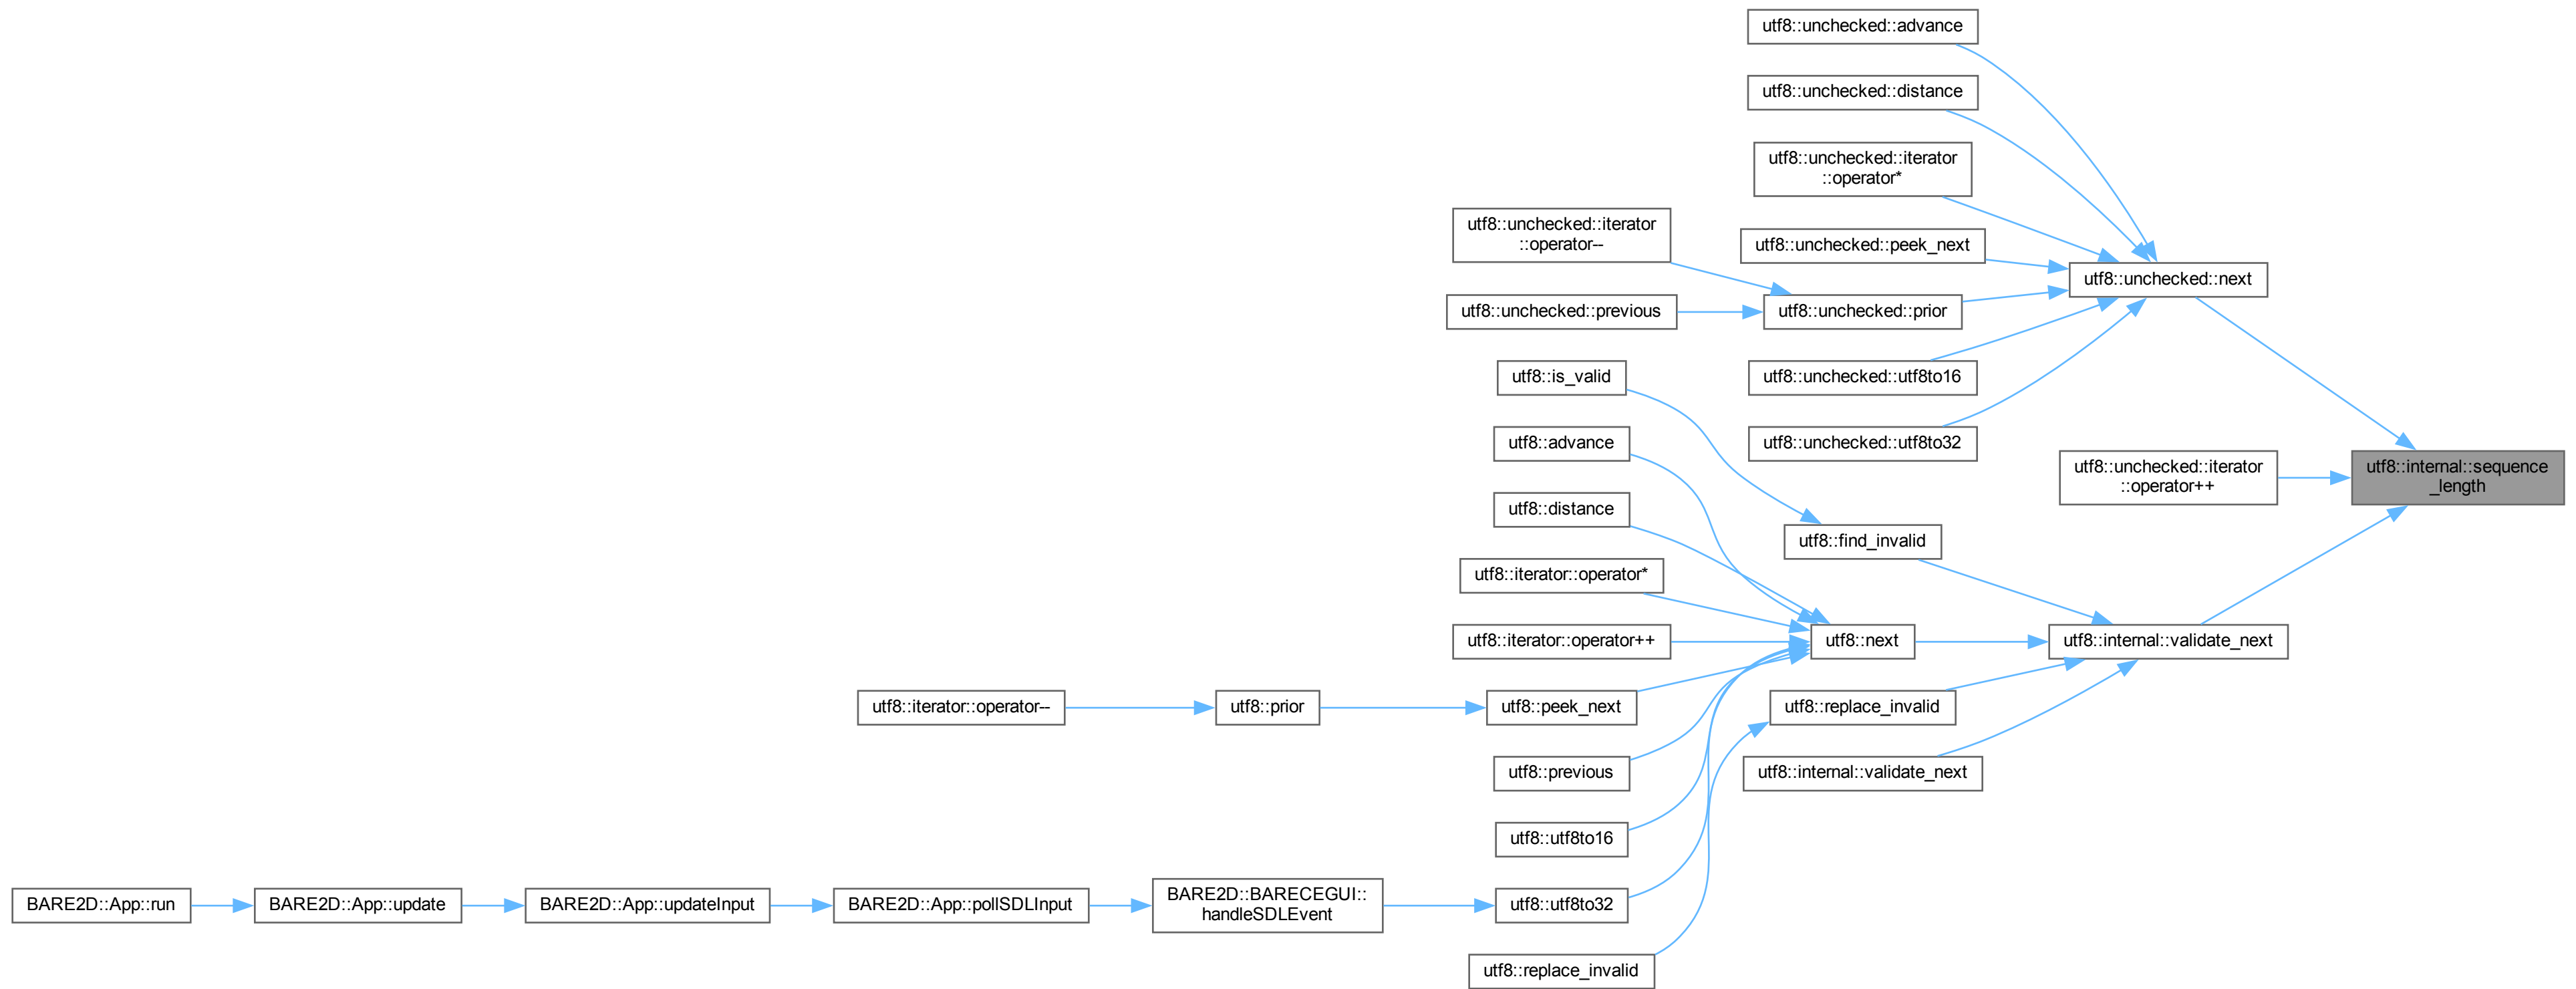 utf8::unchecked::advance
utf8::unchecked::distance
utf8::unchecked::iterator
::operator*
utf8::unchecked::iterator
::operator--
utf8::unchecked::peek_next
utf8::unchecked::next
utf8::unchecked::previous
utf8::unchecked::prior
utf8::is_valid
utf8::unchecked::utf8to16
utf8::advance
utf8::unchecked::utf8to32
utf8::unchecked::iterator
::operator++
utf8::internal::sequence
_length
utf8::distance
utf8::find_invalid
utf8::iterator::operator*
utf8::iterator::operator++
utf8::next
utf8::internal::validate_next
utf8::iterator::operator--
utf8::prior
utf8::peek_next
utf8::replace_invalid
utf8::previous
utf8::internal::validate_next
utf8::utf8to16
BARE2D::App::run
BARE2D::App::update
BARE2D::App::updateInput
BARE2D::App::pollSDLInput
BARE2D::BARECEGUI::
handleSDLEvent
utf8::utf8to32
utf8::replace_invalid